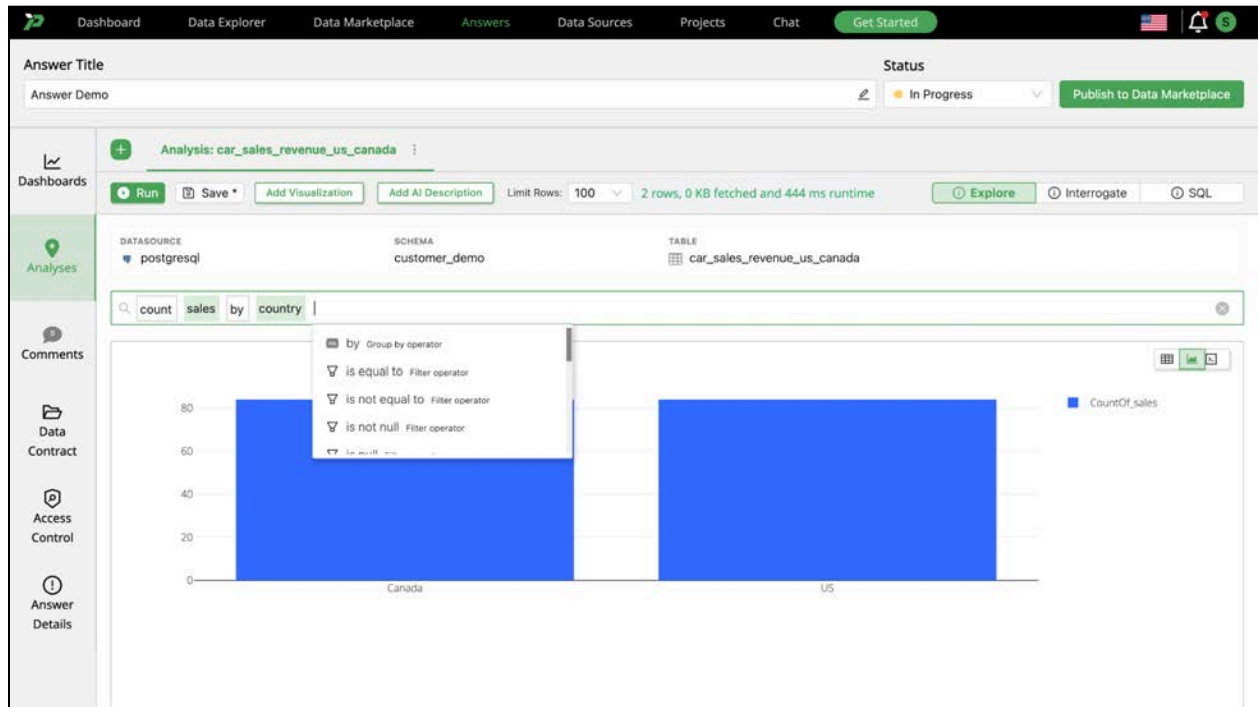 Dashboard Data Explorer Data Marketplace Answers Data Sources Projects Chat Get Started S
Answer Title Status
Answer Demo In Progress Publish to Data Marketplace
Analysis: car_sales_revenue_us_canada
Dashboards
Run Save * Add Visualization Add AI Description Limit Rows: 100 2 rows, 0 KB fetched and 444 ms runtime Explore Interrogate SQL
DATASOURCE SCHEMA TABLE
postgresql customer_demo car_sales_revenue_us_canada
Analyses
count sales by country
by Group by operator
is equal to Filter operator
is not equal to Filter operator
is not null Filter operator
is null
Comments
Data
Contract
Access
Control
Answer
Details
CountOf_sales
80
60
40
20
0
Canada US